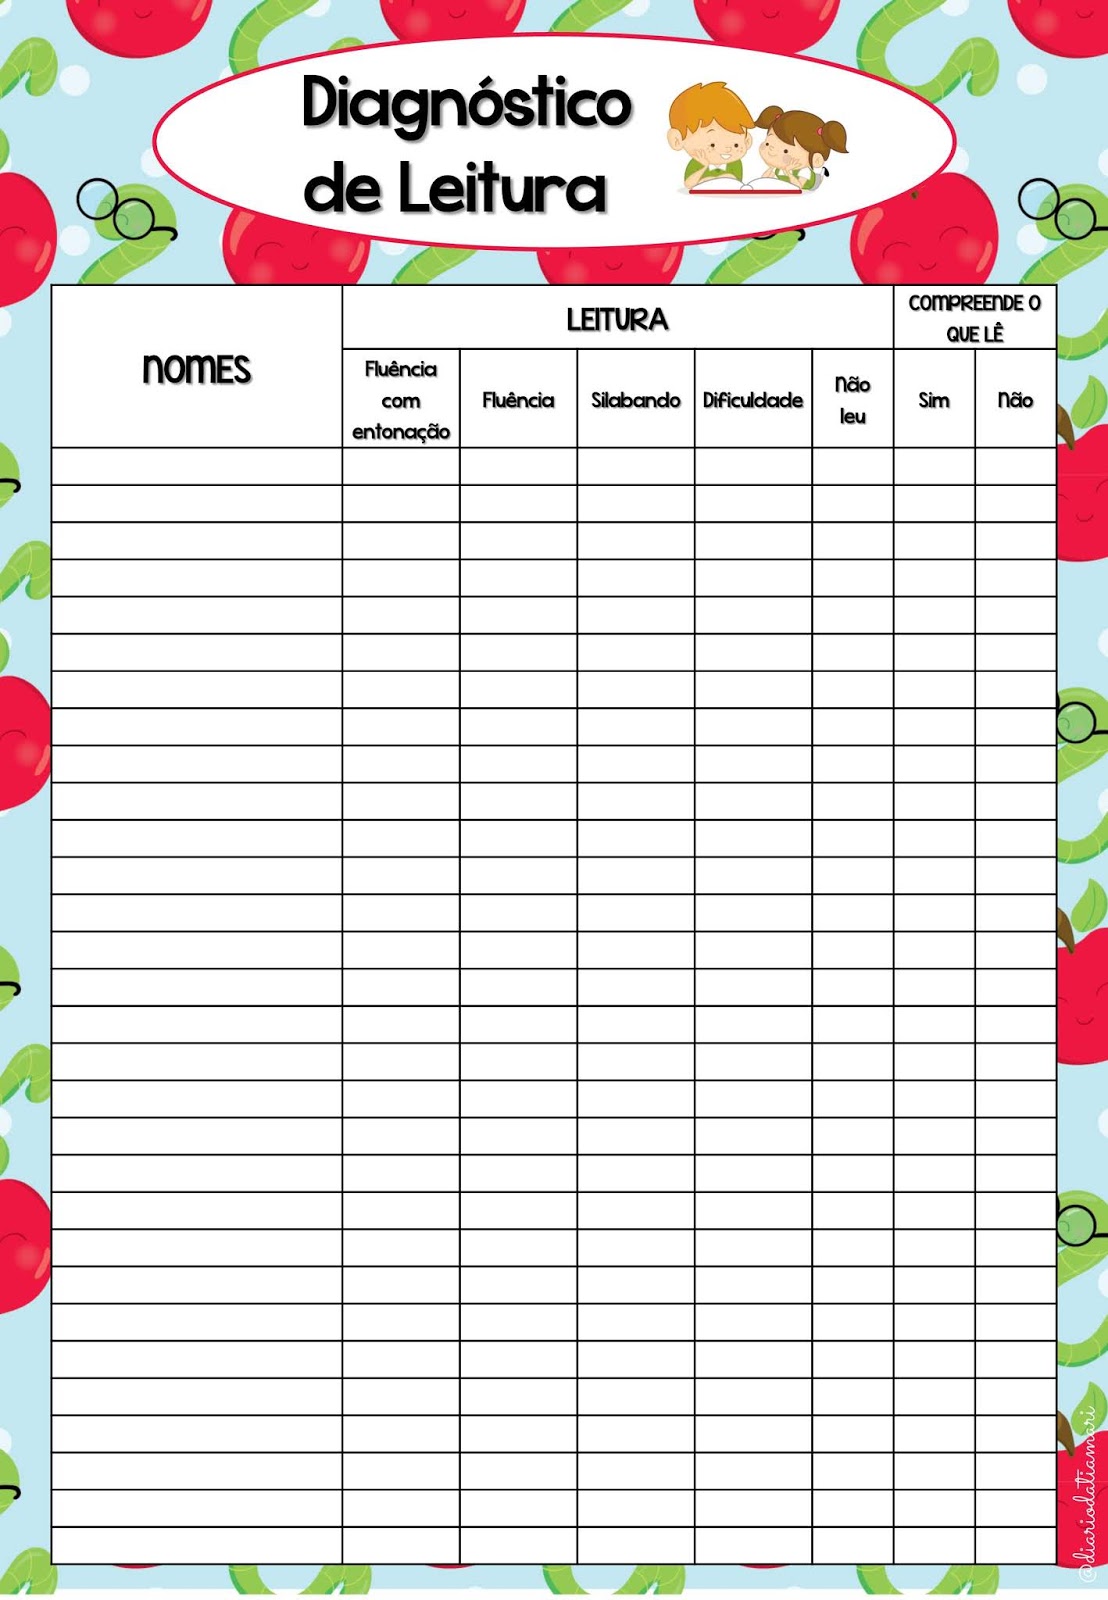 Diagnóstico
de Leitura
NOMES
LEITURA
COMPREENDE O
QUE LÊ
Fluência
com
entonação
Fluência
Silabando
Dificuldade
Não
leu
Sim
Não
@diariodatiamari